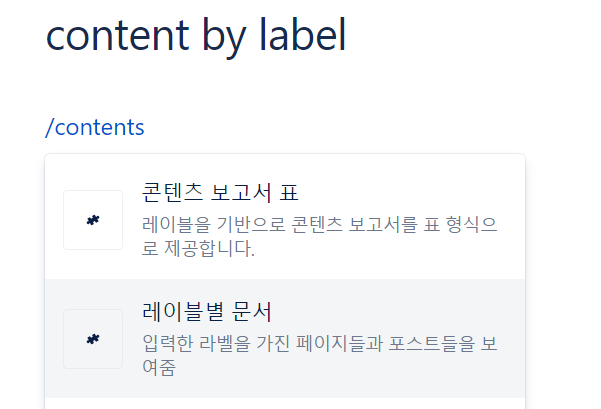 content by label
/contents
콘텐츠 보고서 표
레이블을 기반으로 콘텐츠 보고서를 표 형식으
로 제공합니다.
레이블별 문서
입력한 라벨을 가진 페이지들과 포스트들을 보
여줌